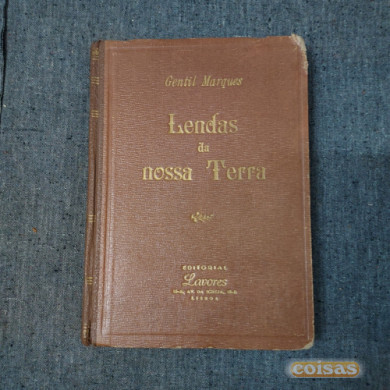 Gentil Marques
Lendas
da
nossa Terra
EDITORIAL
Lavores
LISBOA
coisas